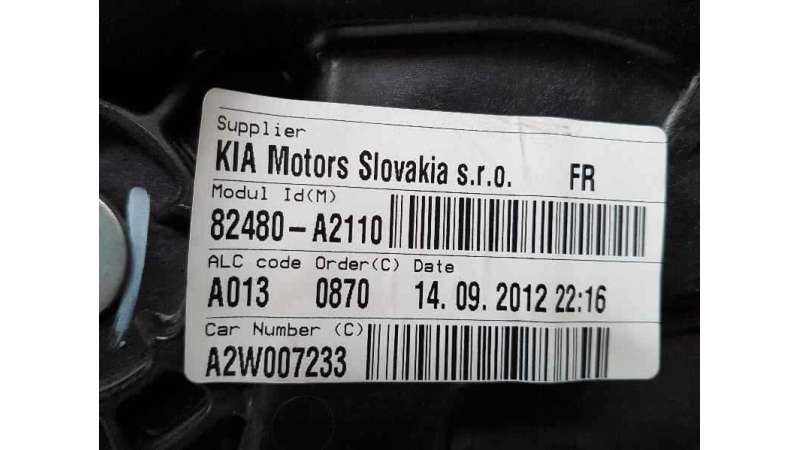 Supplier
KIA Motors Slovakia s.r.o. FR
Modul Id(M)
82480-A2110
ALC code Order(C) Date
A013 0870 14. 09. 2012 22:16
Car Number (C)
A2W007233